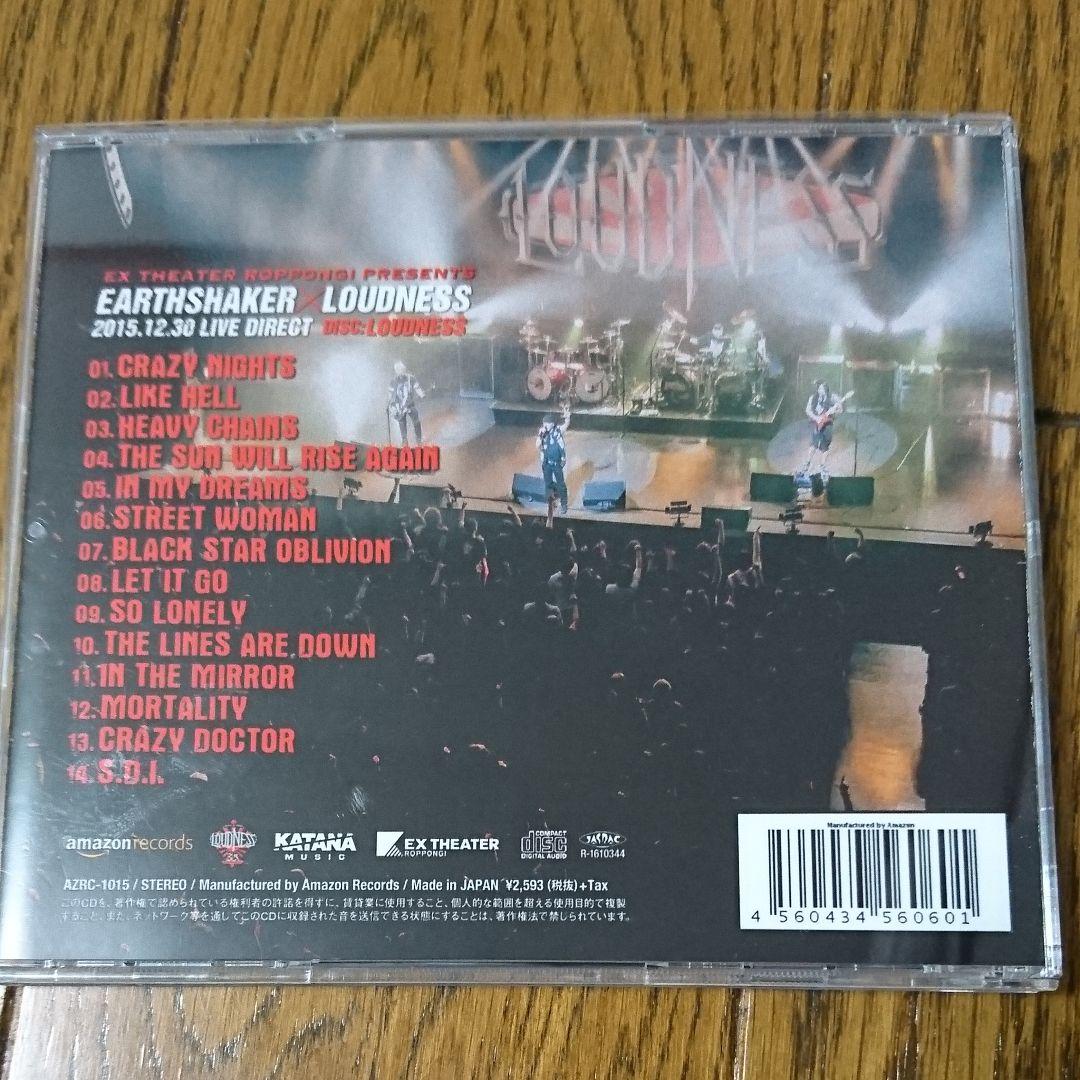 LOUDNESS
EX THEATER ROPPONGI PRESENTS
EARTHSHAKER × LOUDNESS
2015.12.30 LIVE DIRECT DISC:LOUDNESS
01. CRAZY NIGHTS
02. LIKE HELL
03. HEAVY CHAINS
04. THE SUN WILL RISE AGAIN
05. IN MY DREAMS
06. STREET WOMAN
07. BLACK STAR OBLIVION
08. LET IT GO
09. SO LONELY
10. THE LINES ARE DOWN
11. IN THE MIRROR
12. MORTALITY
13. CRAZY DOCTOR
14. S.D.I.
amazon records
LOUDNESS
KATANA
MUSIC
EX THEATER
ROPPONGI
COMPACT
disc
DIGITAL AUDIO
JASRAC
R-1610344
AZRC-1015 / STEREO / Manufactured by Amazon Records / Made in JAPAN ¥2,593 (税抜)+Tax
このCDを、著作権で認められている権利者の許諾を得ずに、賃貸業に使用すること、個人的な範囲を超える使用目的で複製
すること、また、ネットワーク等を通してこのCDに収録された音を送信できる状態にすることは、著作権法で禁じられています。
Manufactured by Amazon
4 560434 560601